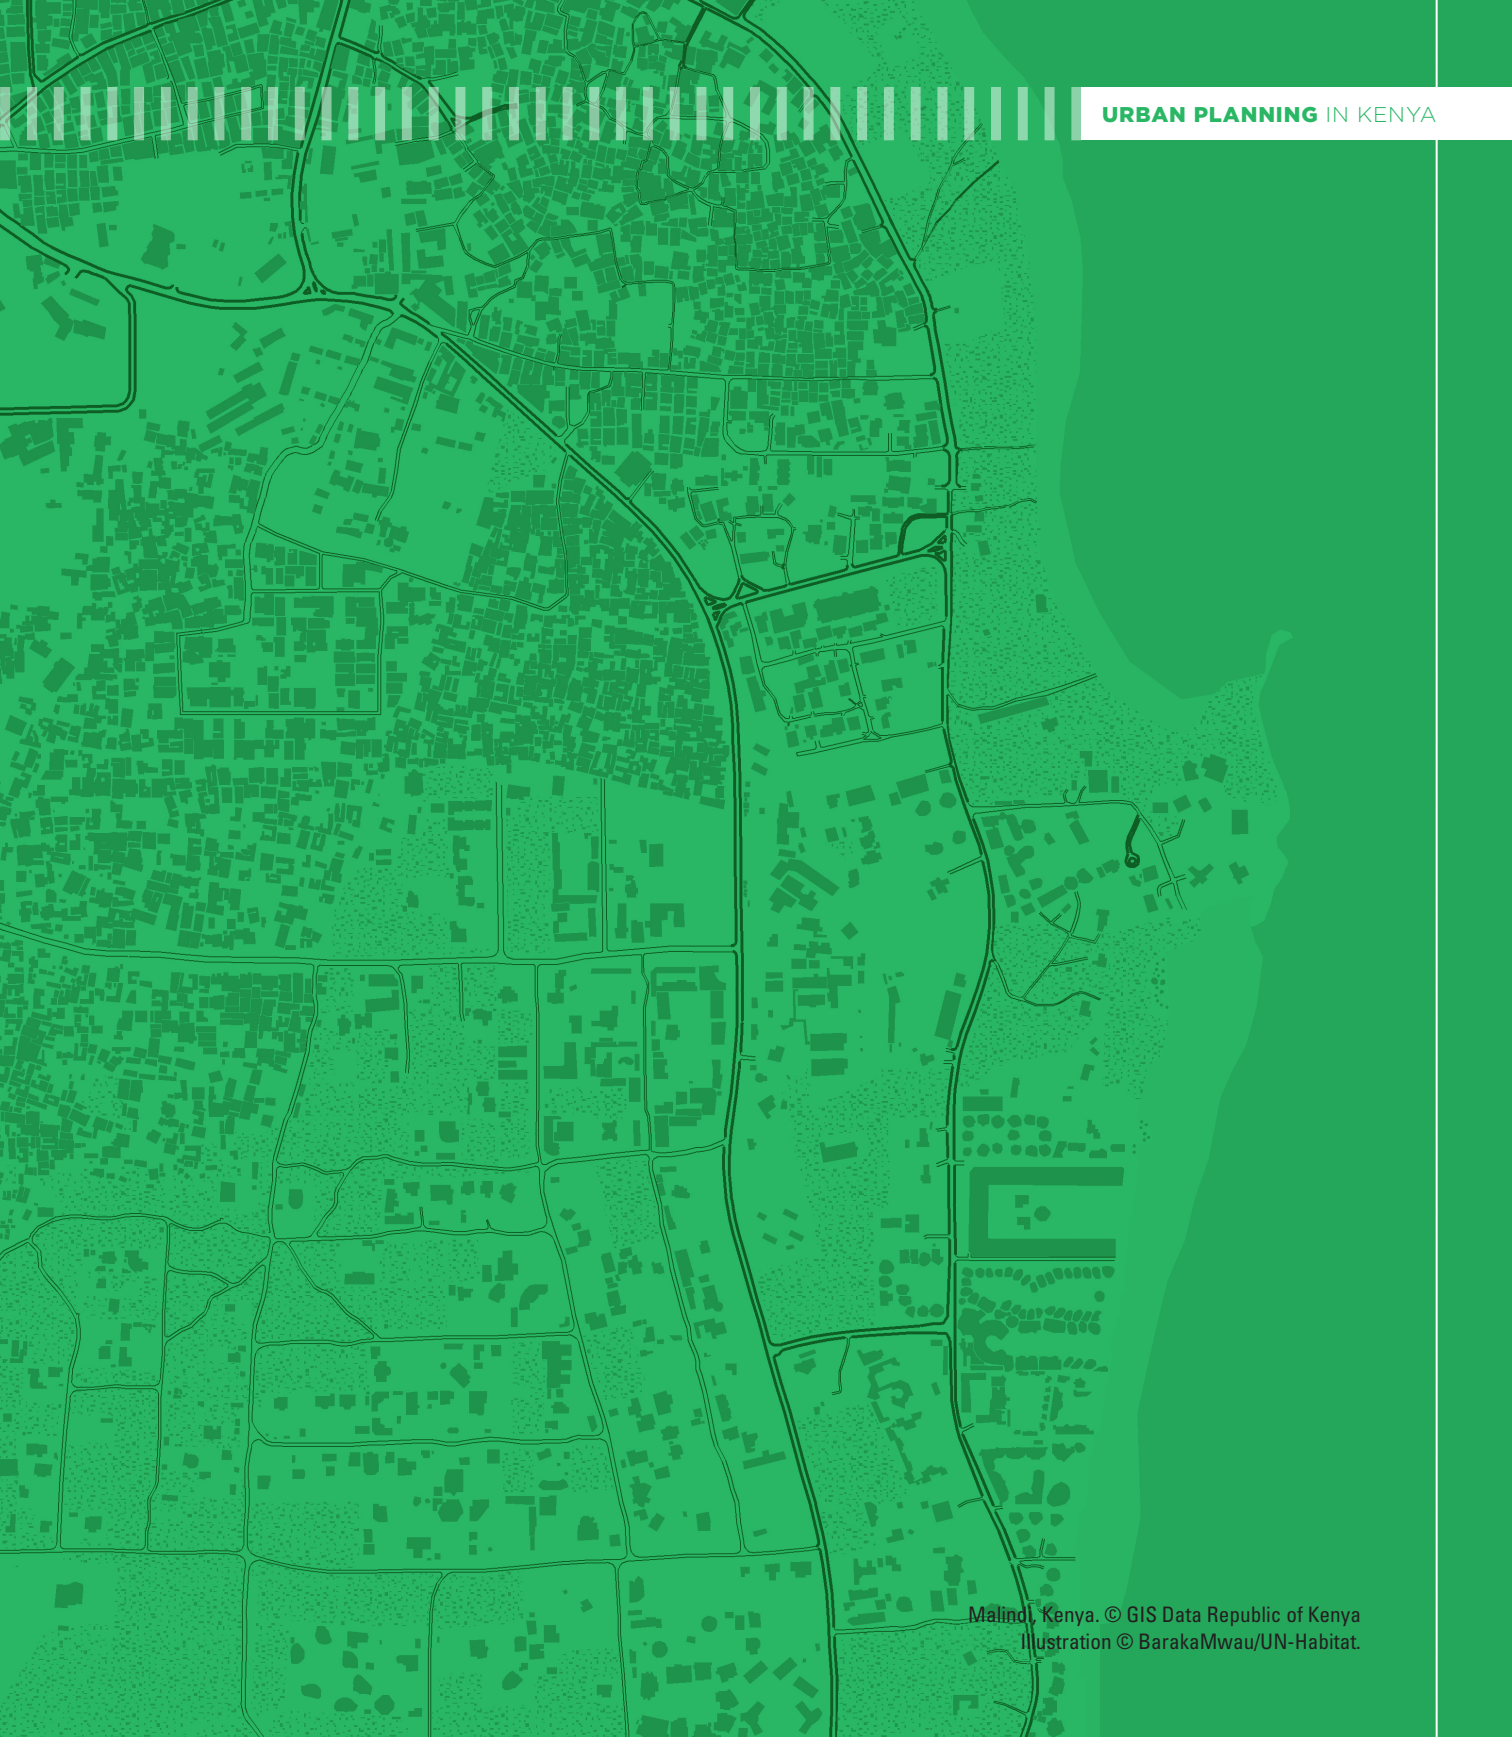 URBAN PLANNING IN KENYA
Malindi, Kenya. © GIS Data Republic of Kenya
Illustration © BarakaMwau/UN-Habitat.